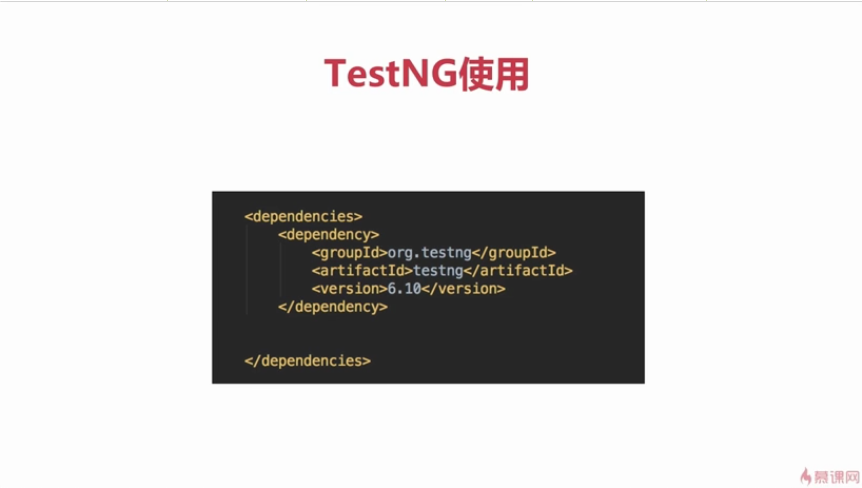 TestNG使用
<dependencies>
<dependency>
<groupId>org.testng</groupId>
<artifactId>testng</artifactId>
<version>6.10</version>
</dependency>
</dependencies>
慕课网